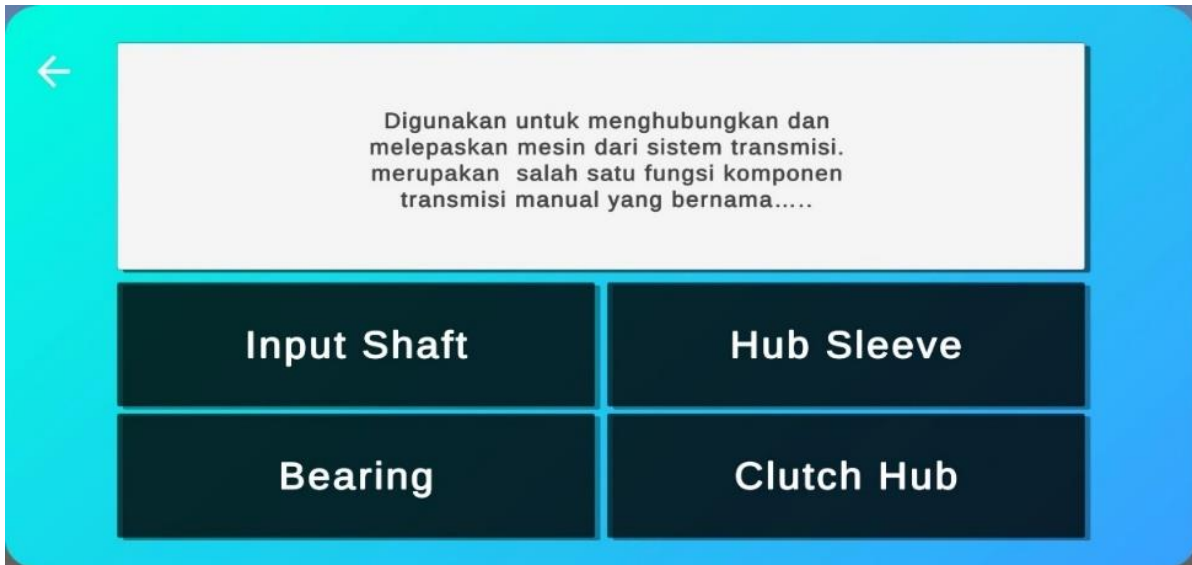 Digunakan untuk menghubungkan dan
melepaskan mesin dari sistem transmisi.
merupakan  salah satu fungsi komponen
transmisi manual yang bernama.....
Input Shaft
Hub Sleeve
Bearing
Clutch Hub